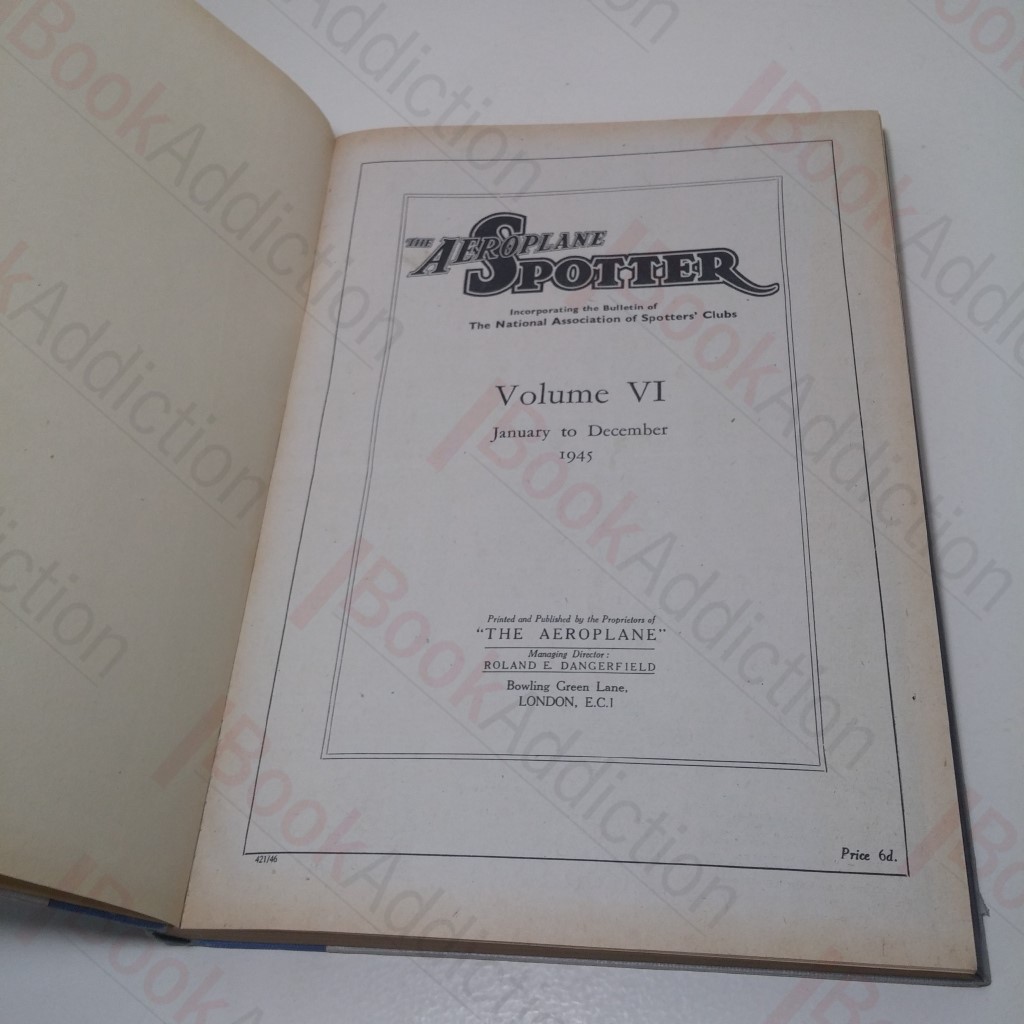 THE AEROPLANE
SPOTTER
Incorporating the Bulletin of
The National Association of Spotters' Clubs
Volume VI
January to December
1945
Printed and Published by the Proprietors of
"THE AEROPLANE"
Managing Director:
ROLAND E. DANGERFIELD
Bowling Green Lane,
LONDON, E.C.1
421/46
Price 6d.
BookAddiction